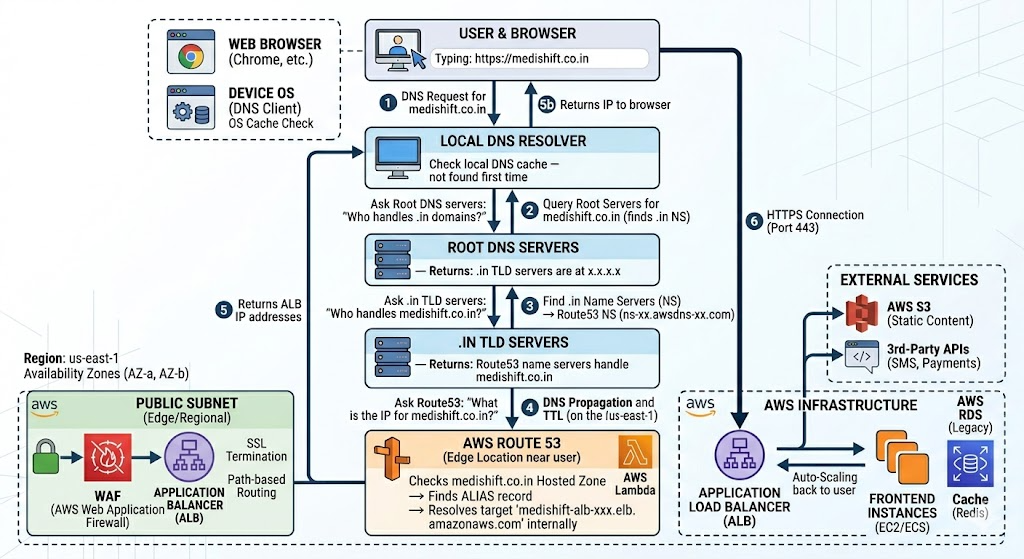 WEB BROWSER
(Chrome, etc.)
DEVICE OS
(DNS Client)
OS Cache Check
USER & BROWSER
Typing: https://medishift.co.in
1
DNS Request for
medishift.co.in
5b
Returns IP to browser
LOCAL DNS RESOLVER
Check local DNS cache —
not found first time
Ask Root DNS servers:
"Who handles .in domains?"
2
Query Root Servers for
medishift.co.in (finds .in NS)
ROOT DNS SERVERS
— Returns: .in TLD servers are at x.x.x.x
Ask .in TLD servers:
"Who handles medishift.co.in?"
3
Find .in Name Servers (NS)
→ Route53 NS (ns-xx.awsdns-xx.com)
.IN TLD SERVERS
— Returns: Route53 name servers handle
medishift.co.in
Ask Route53: "What
is the IP for medishift.co.in?"
4
DNS Propagation and
TTL (on the /us-east-1)
AWS ROUTE 53
(Edge Location near user)
Checks medishift.co.in Hosted Zone
→ Finds ALIAS record
→ Resolves target 'medishift-alb-xxx.elb.
amazonaws.com' internally
AWS
Lambda
5
Returns ALB
IP addresses
Region: us-east-1
Availability Zones (AZ-a, AZ-b)
aws
PUBLIC SUBNET
(Edge/Regional)
WAF
(AWS Web Application
Firewall)
APPLICATION
BALANCER
(ALB)
SSL
Termination
Path-based
Routing
6
HTTPS Connection
(Port 443)
EXTERNAL SERVICES
AWS S3
(Static Content)
3rd-Party APIs
(SMS, Payments)
aws
AWS INFRASTRUCTURE
APPLICATION
LOAD BALANCER
(ALB)
Auto-Scaling
back to user
FRONTEND
INSTANCES
(EC2/ECS)
AWS
RDS
(Legacy)
Cache
(Redis)